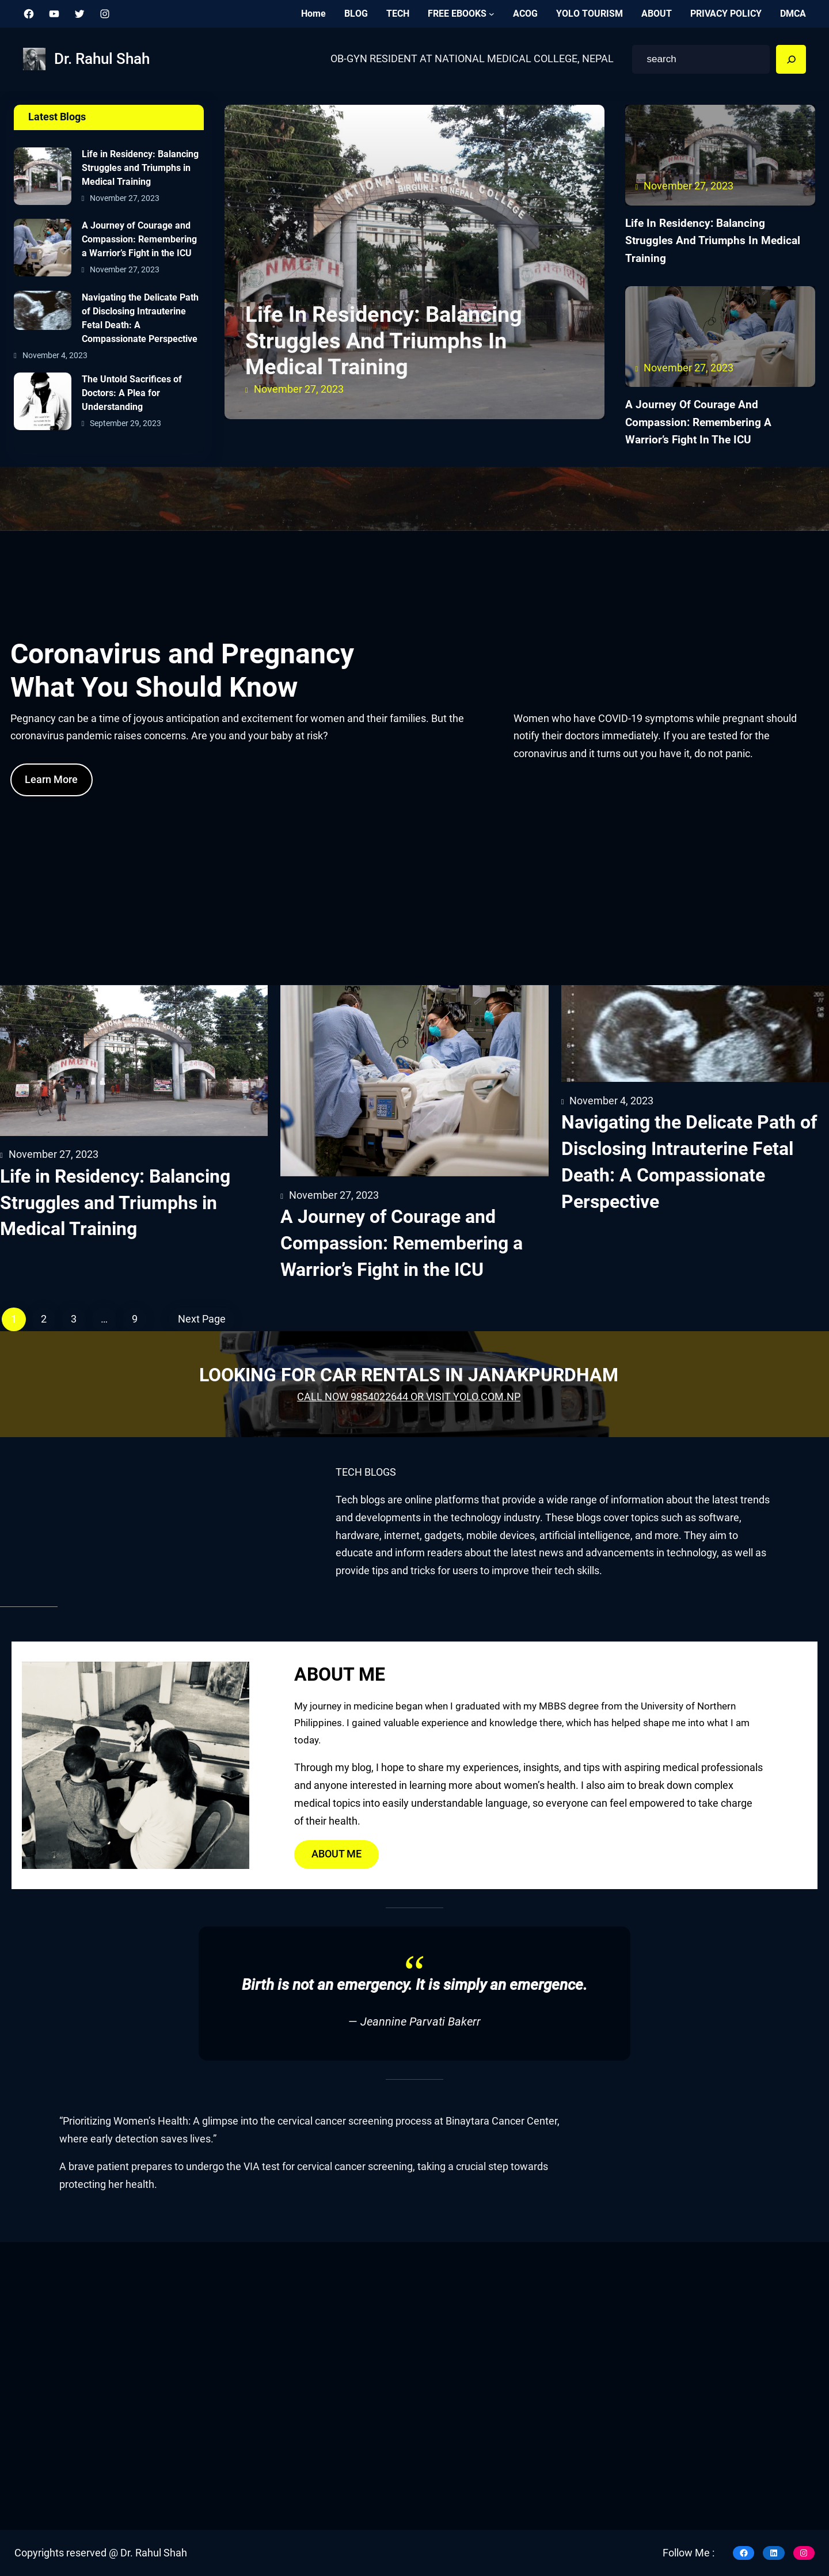 Home BLOG TECH FREE EBOOKS ACOG YOLO TOURISM ABOUT PRIVACY POLICY DMCA
Dr. Rahul Shah
OB-GYN RESIDENT AT NATIONAL MEDICAL COLLEGE, NEPAL
search
Latest Blogs
Life in Residency: Balancing
Struggles and Triumphs in
Medical Training
November 27, 2023
A Journey of Courage and
Compassion: Remembering
a Warrior's Fight in the ICU
November 27, 2023
Navigating the Delicate Path
of Disclosing Intrauterine
Fetal Death: A
Compassionate Perspective
November 4, 2023
The Untold Sacrifices of
Doctors: A Plea for
Understanding
September 29, 2023
NATIONAL MEDICAL COLLEGE
BIRGUNJ - 18 NEPAL
NMCTH
Life In Residency: Balancing
Struggles And Triumphs In
Medical Training
November 27, 2023
November 27, 2023
Life In Residency: Balancing
Struggles And Triumphs In Medical
Training
November 27, 2023
A Journey Of Courage And
Compassion: Remembering A
Warrior's Fight In The ICU
Coronavirus and Pregnancy
What You Should Know
Pegnancy can be a time of joyous anticipation and excitement for women and their families. But the
coronavirus pandemic raises concerns. Are you and your baby at risk?
Learn More
Women who have COVID-19 symptoms while pregnant should
notify their doctors immediately. If you are tested for the
coronavirus and it turns out you have it, do not panic.
November 27, 2023
Life in Residency: Balancing
Struggles and Triumphs in
Medical Training
November 27, 2023
A Journey of Courage and
Compassion: Remembering a
Warrior's Fight in the ICU
November 4, 2023
Navigating the Delicate Path of
Disclosing Intrauterine Fetal
Death: A Compassionate
Perspective
1 2 3 … 9 Next Page
LOOKING FOR CAR RENTALS IN JANAKPURDHAM
CALL NOW 9854022644 OR VISIT YOLO.COM.NP
TECH BLOGS
Tech blogs are online platforms that provide a wide range of information about the latest trends
and developments in the technology industry. These blogs cover topics such as software,
hardware, internet, gadgets, mobile devices, artificial intelligence, and more. They aim to
educate and inform readers about the latest news and advancements in technology, as well as
provide tips and tricks for users to improve their tech skills.
ABOUT ME
My journey in medicine began when I graduated with my MBBS degree from the University of Northern
Philippines. I gained valuable experience and knowledge there, which has helped shape me into what I am
today.
Through my blog, I hope to share my experiences, insights, and tips with aspiring medical professionals
and anyone interested in learning more about women's health. I also aim to break down complex
medical topics into easily understandable language, so everyone can feel empowered to take charge
of their health.
ABOUT ME
“
Birth is not an emergency. It is simply an emergence.
— Jeannine Parvati Bakerr
“Prioritizing Women's Health: A glimpse into the cervical cancer screening process at Binaytara Cancer Center,
where early detection saves lives.”
A brave patient prepares to undergo the VIA test for cervical cancer screening, taking a crucial step towards
protecting her health.
Copyrights reserved @ Dr. Rahul Shah
Follow Me :